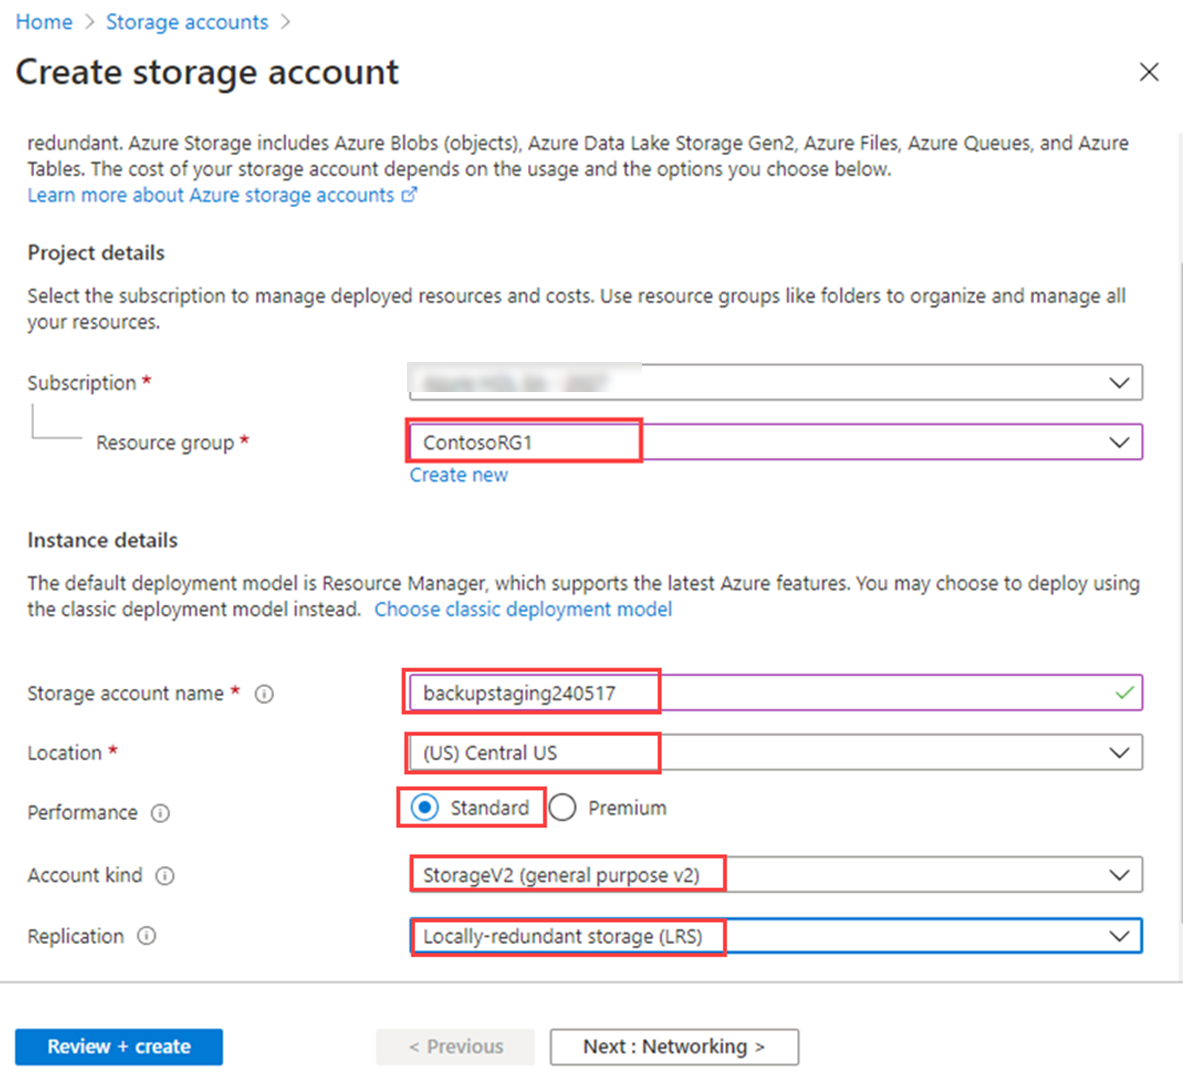 Home > Storage accounts >
Create storage account
redundant. Azure Storage includes Azure Blobs (objects), Azure Data Lake Storage Gen2, Azure Files, Azure Queues, and Azure
Tables. The cost of your storage account depends on the usage and the options you choose below.
Learn more about Azure storage accounts
Project details
Select the subscription to manage deployed resources and costs. Use resource groups like folders to organize and manage all
your resources.
Subscription *
Resource group * ContosoRG1
Create new
Instance details
The default deployment model is Resource Manager, which supports the latest Azure features. You may choose to deploy using
the classic deployment model instead. Choose classic deployment model
Storage account name * backupstaging240517
Location * (US) Central US
Performance Standard Premium
Account kind StorageV2 (general purpose v2)
Replication Locally-redundant storage (LRS)
Review + create < Previous Next : Networking >